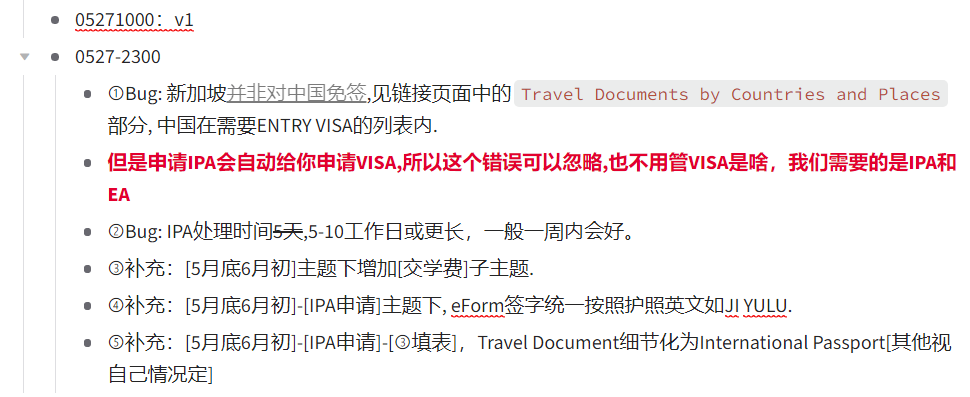 05271000：v1
0527-2300
①Bug: 新加坡并非对中国免签,见链接页面中的 Travel Documents by Countries and Places
部分, 中国在需要ENTRY VISA的列表内.
但是申请IPA会自动给你申请VISA,所以这个错误可以忽略,也不用管VISA是啥，我们需要的是IPA和
EA
②Bug: IPA处理时间5天,5-10工作日或更长，一般一周内会好。
③补充：[5月底6月初]主题下增加[交学费]子主题.
④补充：[5月底6月初]-[IPA申请]主题下, eForm签字统一按照护照英文如JI YULU.
⑤补充：[5月底6月初]-[IPA申请]-[③填表]，Travel Document细节化为International Passport[其他视
自己情况定]